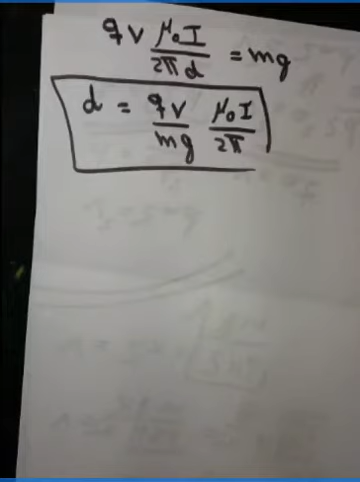 qv μ₀I/2πd = mg
d = qv/mg μ₀I/2π